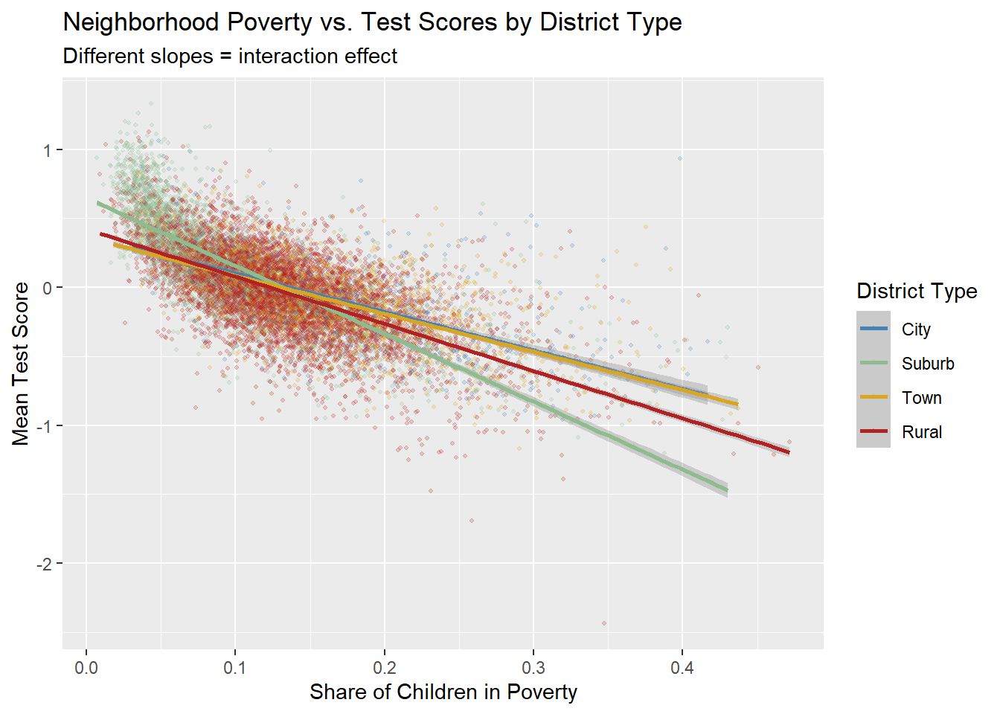 Neighborhood Poverty vs. Test Scores by District Type
Different slopes = interaction effect
1
0
-1
-2
Mean Test Score
0.0 0.1 0.2 0.3 0.4
Share of Children in Poverty
District Type
City
Suburb
Town
Rural